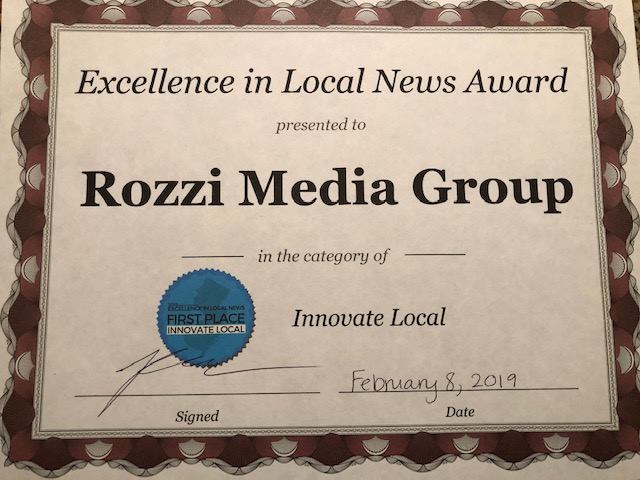 Excellence in Local News Award
presented to
Rozzi Media Group
in the category of
EXCELLENCE IN LOCAL NEWS
FIRST PLACE
INNOVATE LOCAL
Innovate Local
February 8, 2019
Signed
Date